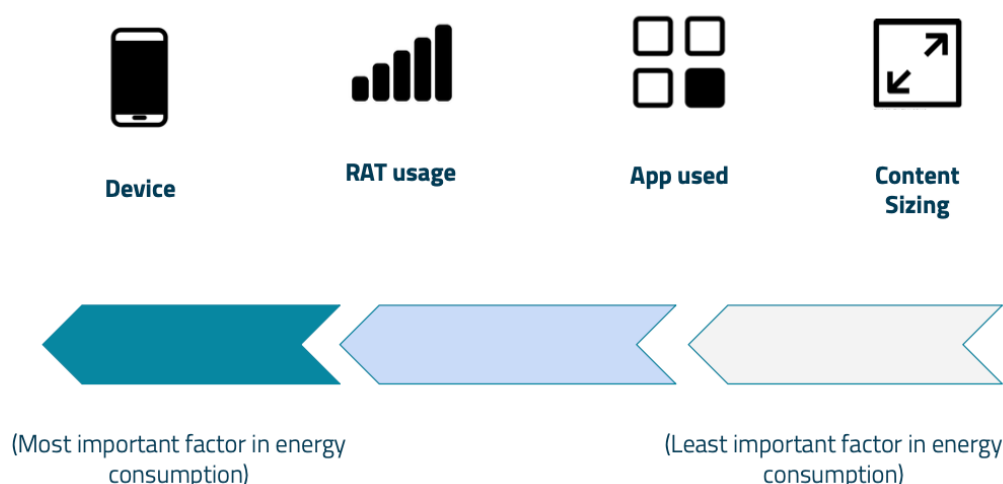 Device
RAT usage
App used
Content
Sizing
(Most important factor in energy
consumption)
(Least important factor in energy
consumption)